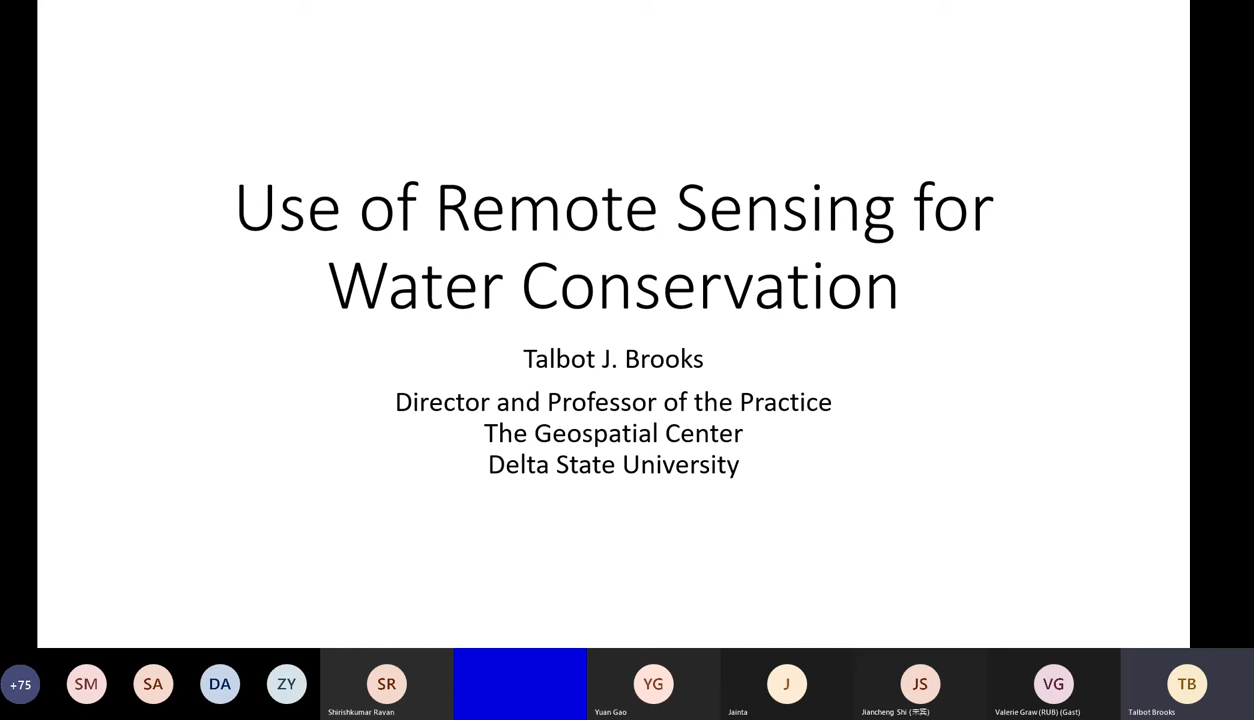 Use of Remote Sensing for
Water Conservation
Talbot J. Brooks
Director and Professor of the Practice
The Geospatial Center
Delta State University
+75
SM
SA
DA
ZY
SR
YG
J
JS
VG
TB
Shirishkumar Ravan
Yuan Gao
Jainta
Jiancheng Shi (来宾)
Valerie Graw (RUB) (Gast)
Talbot Brooks